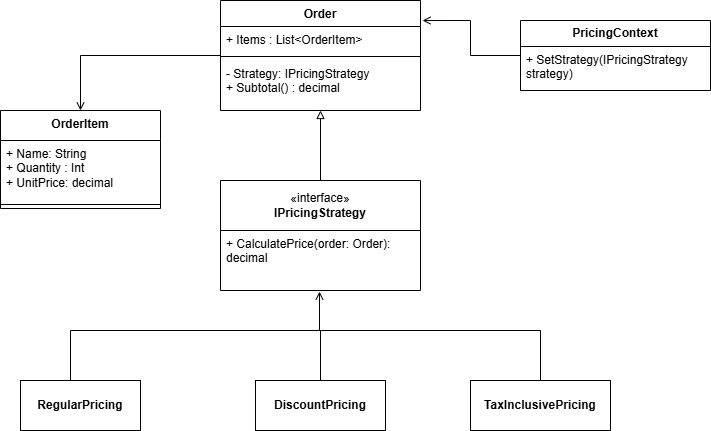 Order
+ Items : List<OrderItem>
- Strategy: IPricingStrategy
+ Subtotal() : decimal
PricingContext
+ SetStrategy(IPricingStrategy
strategy)
OrderItem
+ Name: String
+ Quantity : Int
+ UnitPrice: decimal
«interface»
IPricingStrategy
+ CalculatePrice(order: Order):
decimal
RegularPricing
DiscountPricing
TaxInclusivePricing